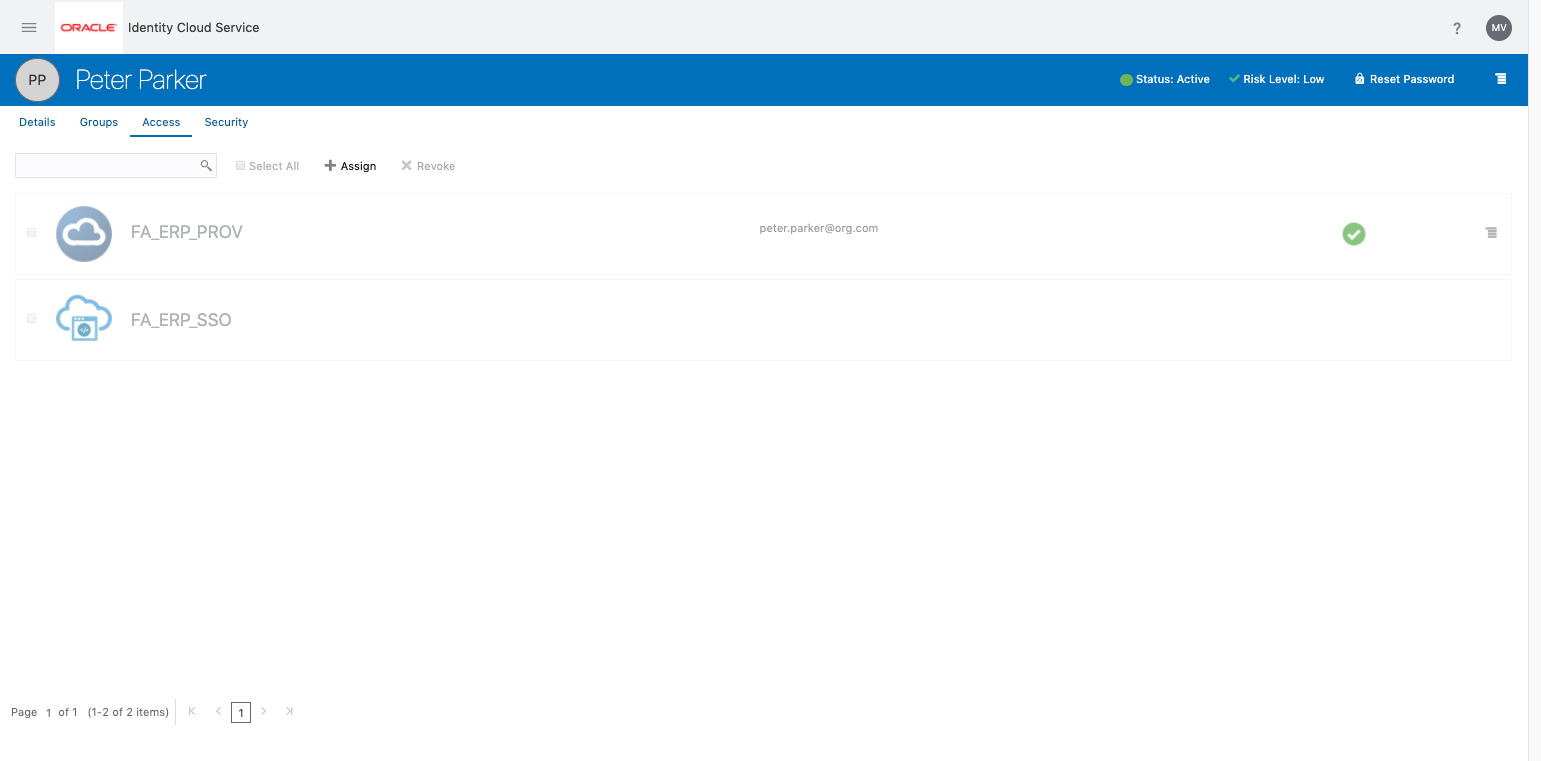 ORACLE Identity Cloud Service ? MV
PP Peter Parker Status: Active Risk Level: Low Reset Password
Details Groups Access Security
Select All Assign Revoke
FA_ERP_PROV peter.parker@org.com
FA_ERP_SSO
Page 1 of 1 (1-2 of 2 items) 1